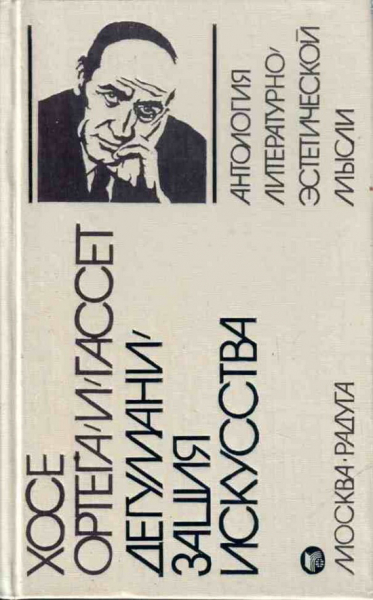 ХОСЕ
ОРТЕГА-И-ГАССЕТ
ДЕГУМАНИ-
ЗАЦИЯ
ИСКУССТВА
АНТОЛОГИЯ
ЛИТЕРАТУРНО-
ЭСТЕТИЧЕСКОЙ
МЫСЛИ
МОСКВА·РАДУГА